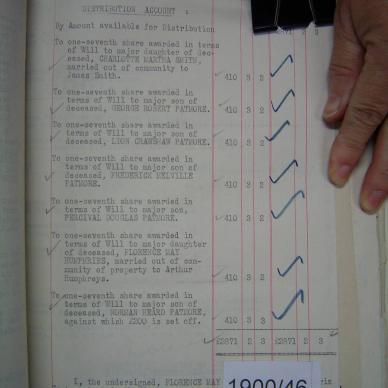 DISTRIBUTION ACCOUNT :
By Amount available for Distribution £2871 2 3
To one-seventh share awarded in terms
of Will to major daughter of dec-
eased, CHARLOTTE MARTHA SMITH,
married out of community to
James Smith. 410 3 2
To one-seventh share awarded in
terms of Will to major son of
deceased, GEORGE ROBERT PATMORE. 410 3 2
To one-seventh share awarded in
terms of Will to major son of
deceased, LION CRAWSHAW PATMORE. 410 3 2
To one-seventh share awarded in
terms of Will to major son of
deceased, FREDERICK MELVILLE
PATMORE. 410 3 2
To one-seventh share awarded in
terms of Will to major son,
PERCIVAL DOUGLAS PATMORE. 410 3 2
To one-seventh share awarded in
terms of Will to major daughter
of deceased, FLORENCE MAY
HUMPHRIES, married out of com-
munity of property to Arthur
Humphreys. 410 3 2
To one-seventh share awarded in
terms of Will to major son of
deceased, NORMAN HEARD PATMORE,
against which £200 is set off. 410 3 3
£2871 2 3 £2871 2 3
I, the undersigned, FLORENCE MAY
1900/46